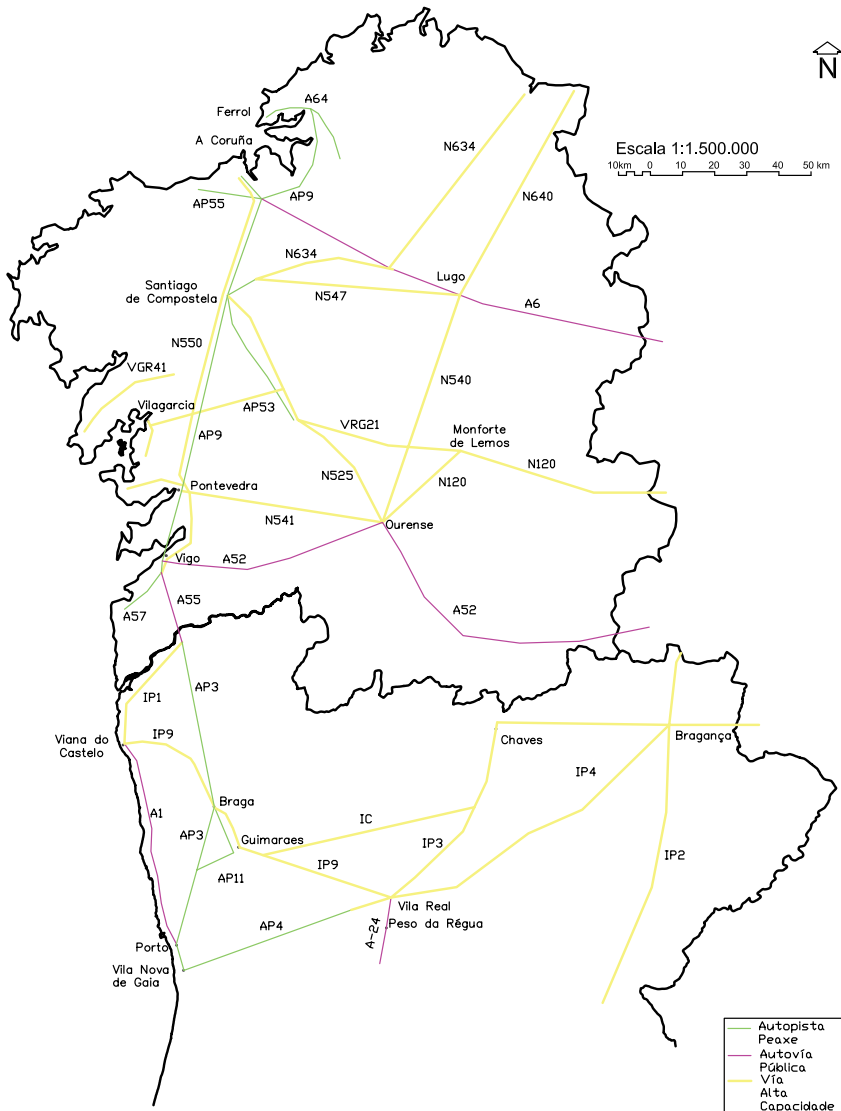 A64
Ferrol
N
A Coruña
N634
Escala 1:1.500.000
10km 0 10 20 30 40 50 km
AP9
N640
AP55
N634
Lugo
Santiago
de Compostela
N547
A6
N550
VGR41
N540
Vilagarcia
AP53
VRG21
Monforte
de Lemos
AP9
N525
N120
N120
Pontevedra
N541
Ourense
Vigo
A52
A57
A55
A52
AP3
IP1
IP9
Viana do
Castelo
Chaves
Bragança
IP4
Braga
A1
IC
AP3
Guimaraes
IP3
IP9
IP2
AP11
Vila Real
AP4
A-24
Peso da Régua
Porto
Vila Nova
de Gaia
Autopista
Peaxe
Autovía
Pública
Vía
Alta
Capacidade